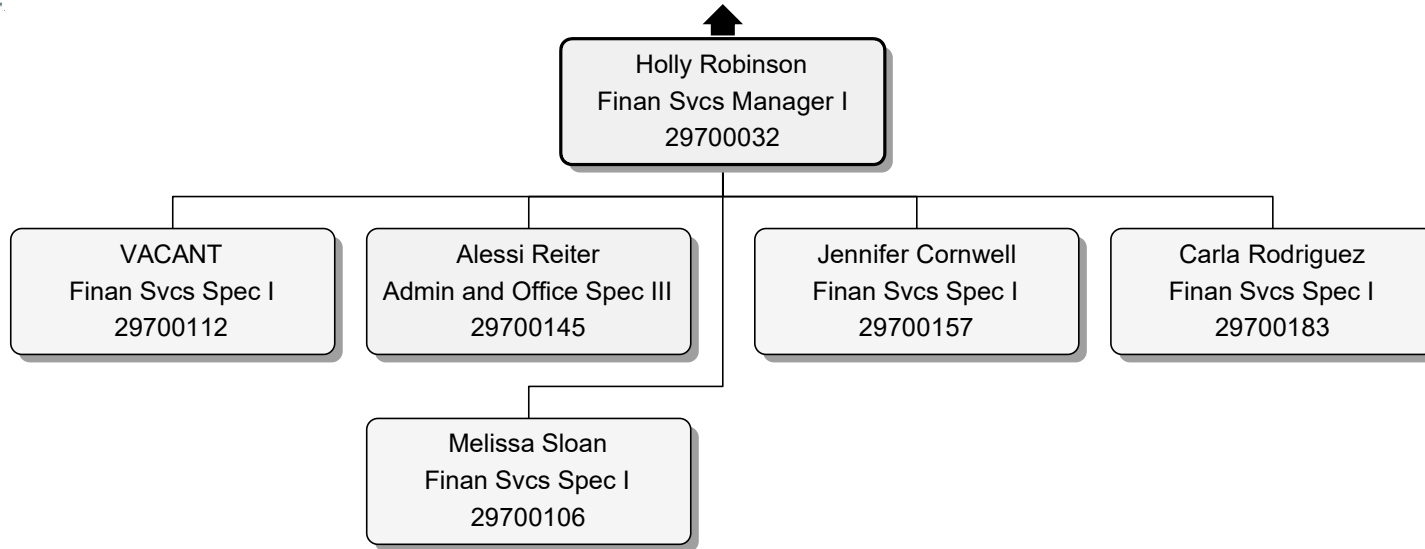 Holly Robinson
Finan Svcs Manager I
29700032
VACANT
Finan Svcs Spec I
29700112
Alessi Reiter
Admin and Office Spec III
29700145
Jennifer Cornwell
Finan Svcs Spec I
29700157
Carla Rodriguez
Finan Svcs Spec I
29700183
Melissa Sloan
Finan Svcs Spec I
29700106